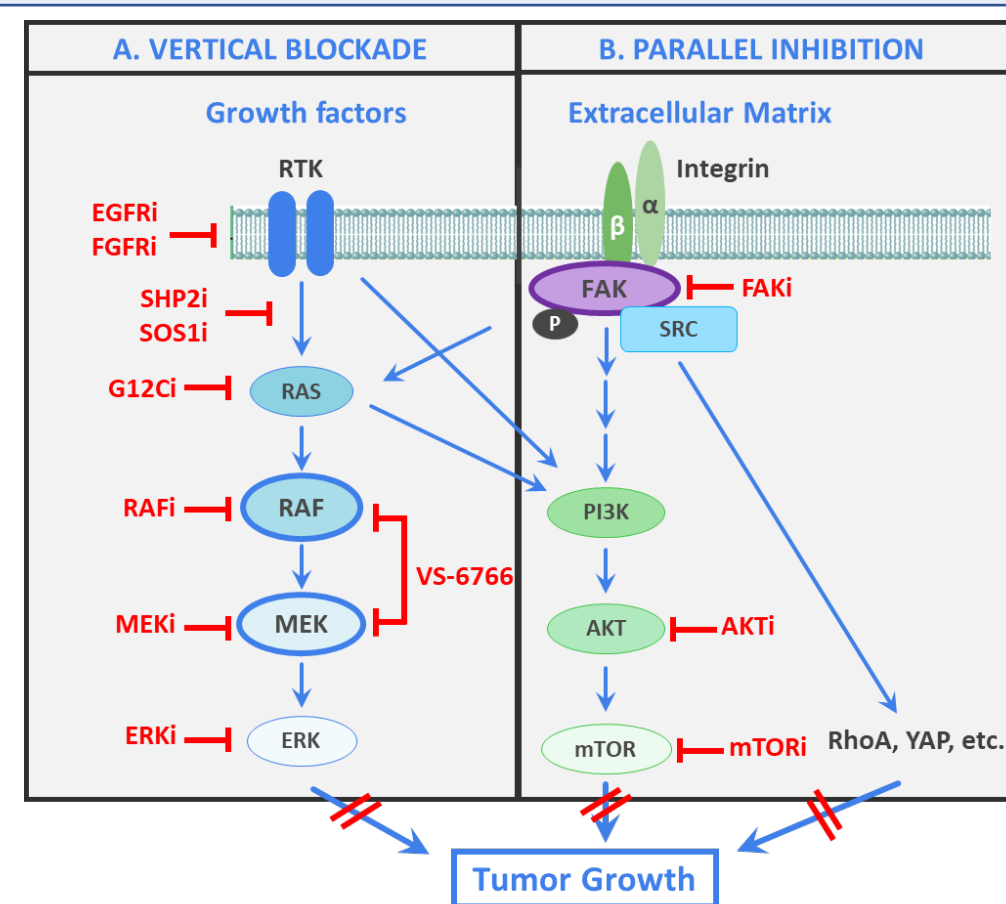 A. VERTICAL BLOCKADE
B. PARALLEL INHIBITION
Growth factors
Extracellular Matrix
RTK
Integrin
EGFRi
FGFRi
β
α
FAK
FAKi
P
SRC
SHP2i
SOS1i
G12Ci
RAS
RAFi
RAF
PI3K
VS-6766
MEKi
MEK
AKT
AKTi
ERKi
ERK
mTOR
mTORi
RhoA, YAP, etc.
Tumor Growth